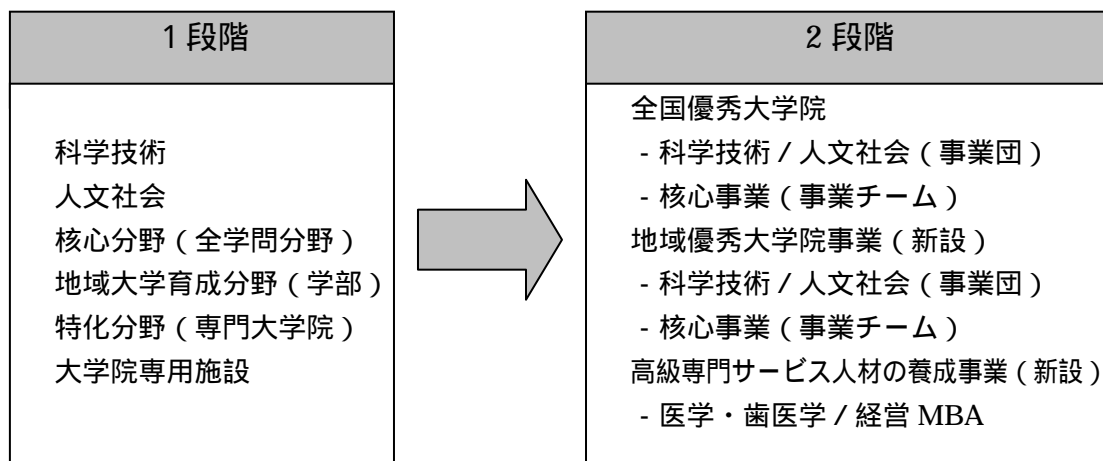 1 段階
科学技術
人文社会
核心分野（全学問分野）
地域大学育成分野（学部）
特化分野（専門大学院）
大学院専用施設
2 段階
全国優秀大学院
- 科学技術 / 人文社会（事業団）
- 核心事業（事業チーム）
地域優秀大学院事業（新設）
- 科学技術 / 人文社会（事業団）
- 核心事業（事業チーム）
高級専門サービス人材の養成事業（新設）
- 医学・歯医学 / 経営 MBA